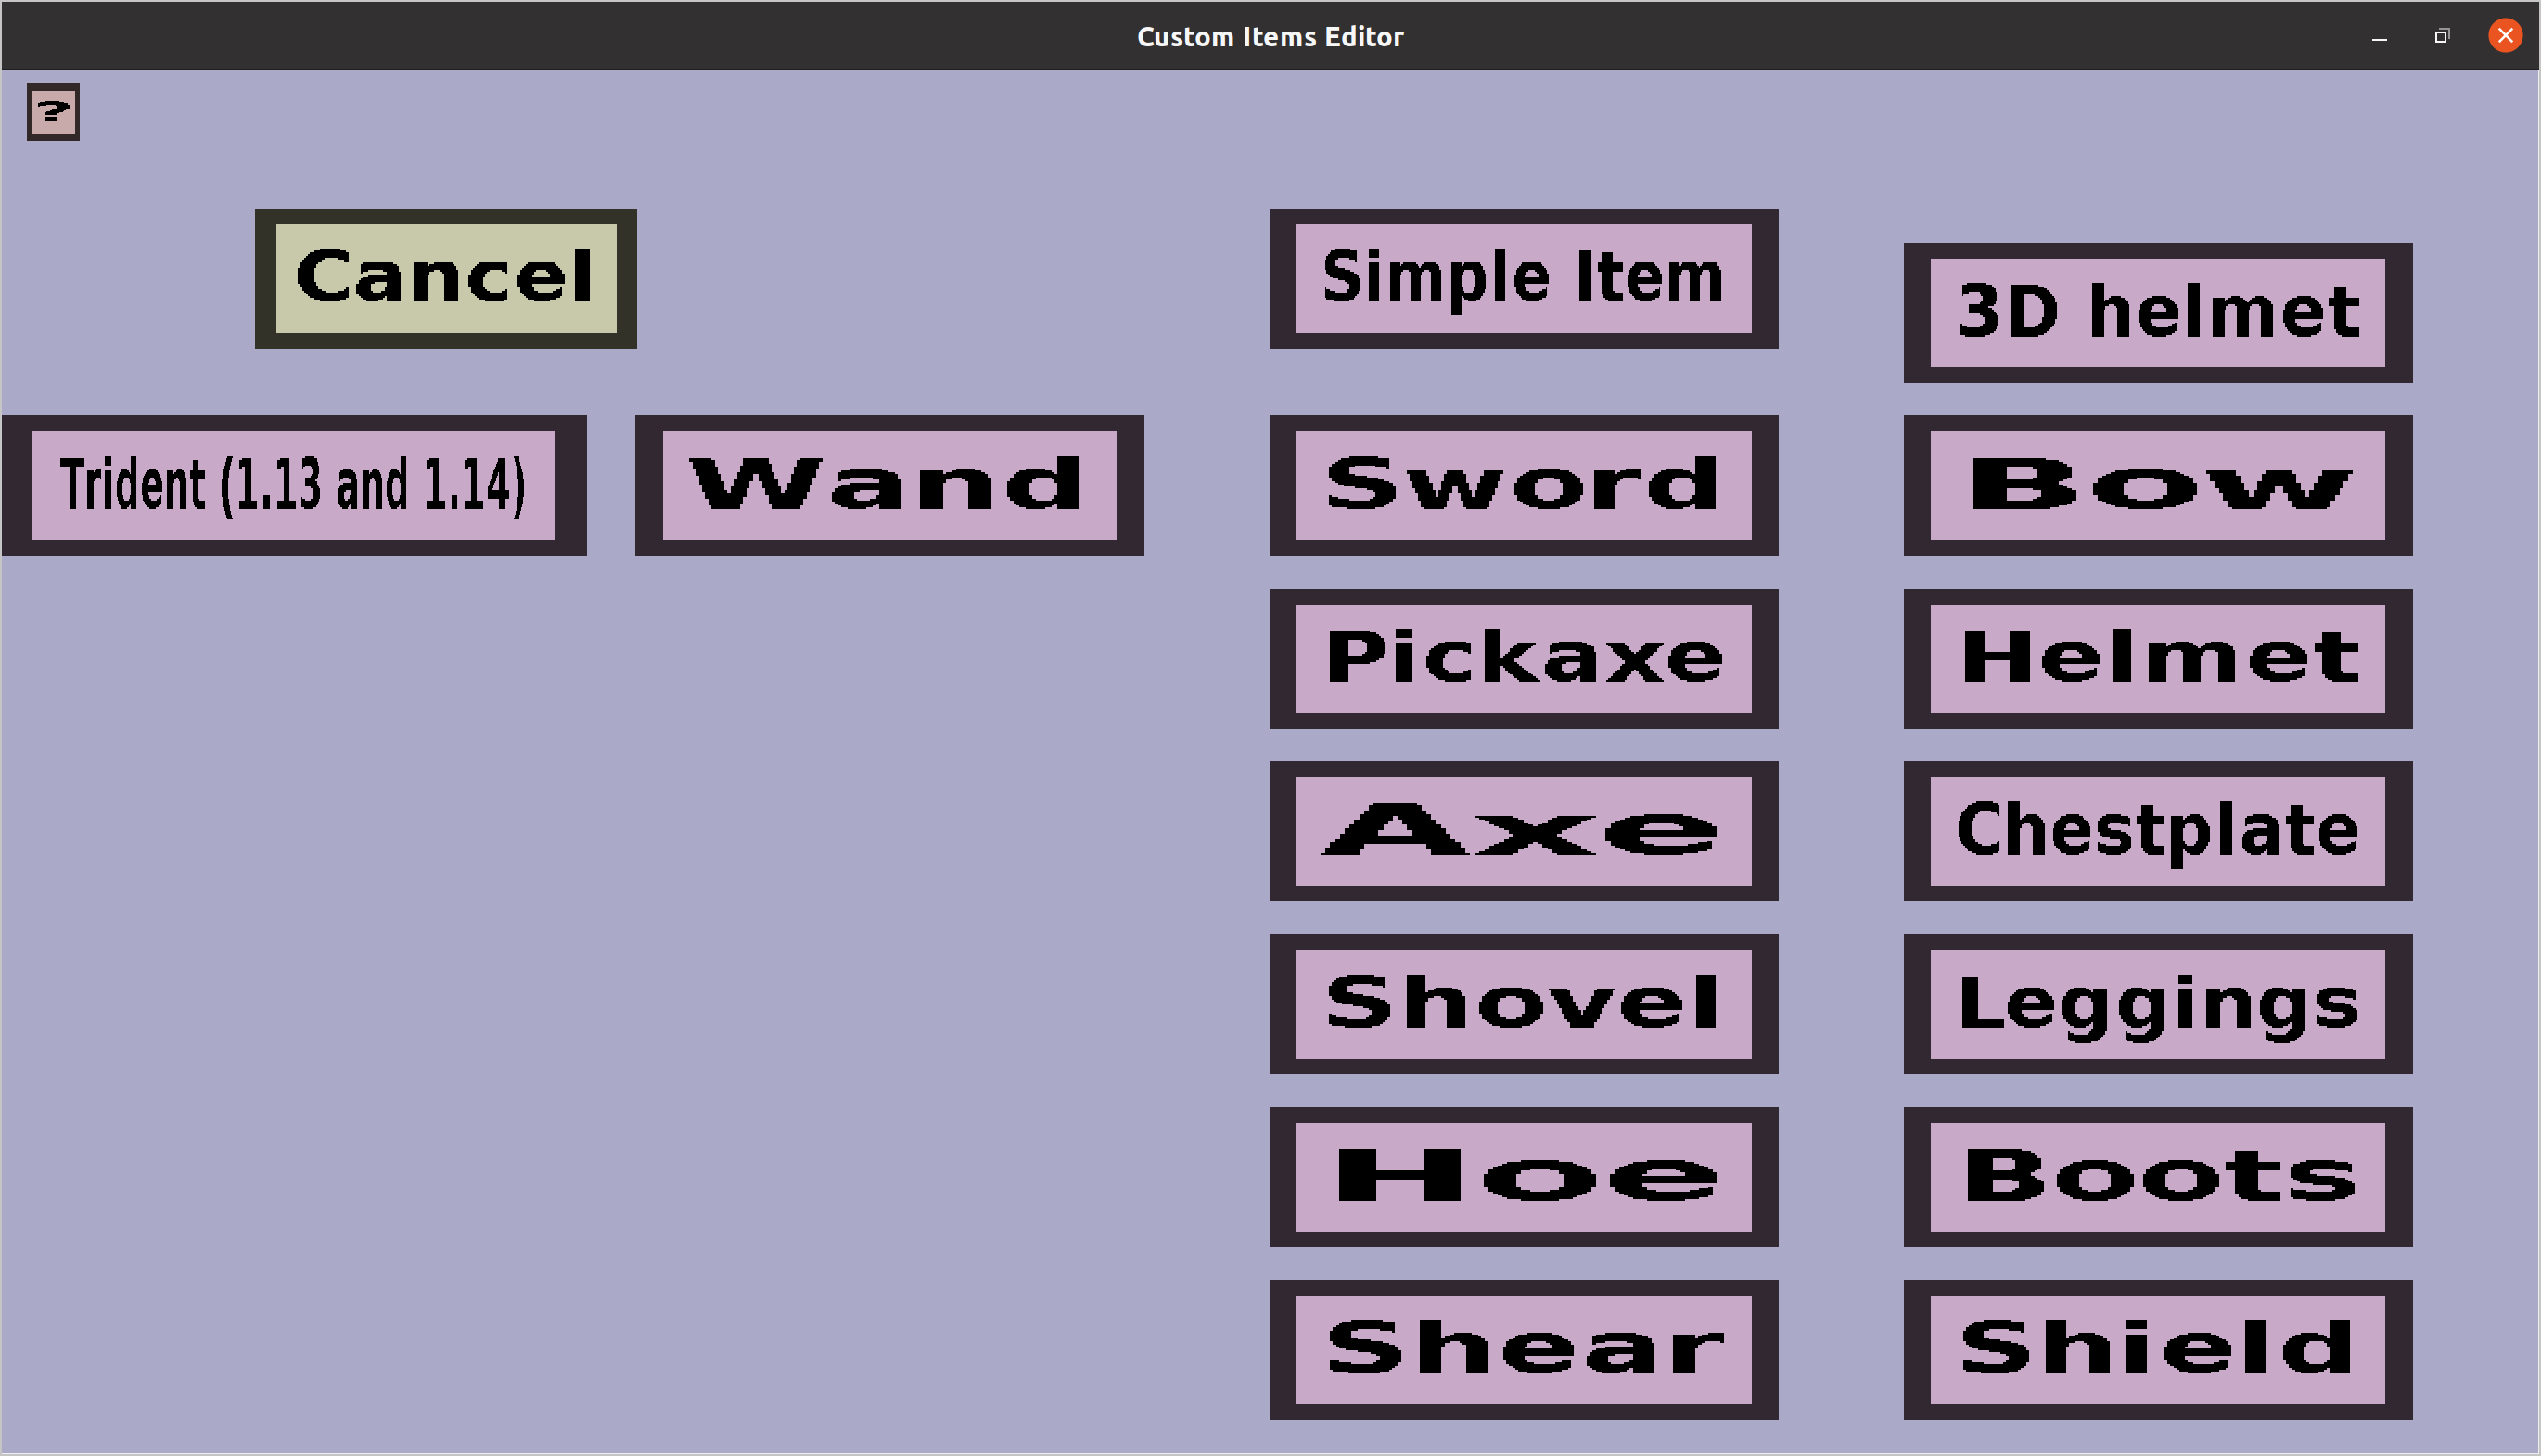 Custom Items Editor
?
Cancel
Simple Item
3D helmet
Trident (1.13 and 1.14)
Wand
Sword
Bow
Pickaxe
Helmet
Axe
Chestplate
Shovel
Leggings
Hoe
Boots
Shear
Shield